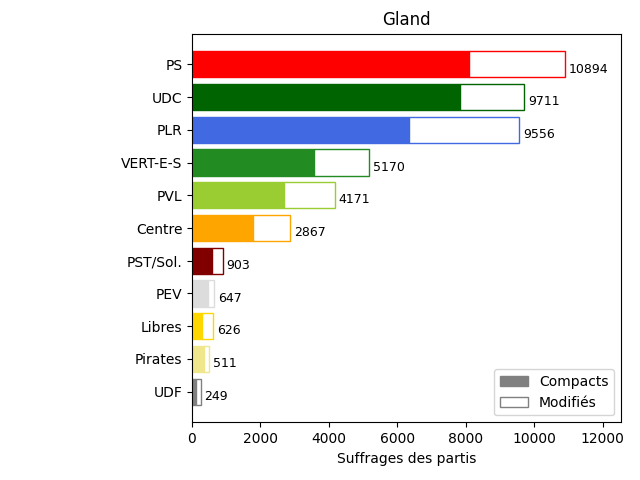 Gland
PS
10894
UDC
9711
PLR
9556
VERT-E-S
5170
PVL
4171
Centre
2867
PST/Sol.
903
PEV
647
Libres
626
Pirates
511
UDF
249
Compacts
Modifiés
0 2000 4000 6000 8000 10000 12000
Suffrages des partis